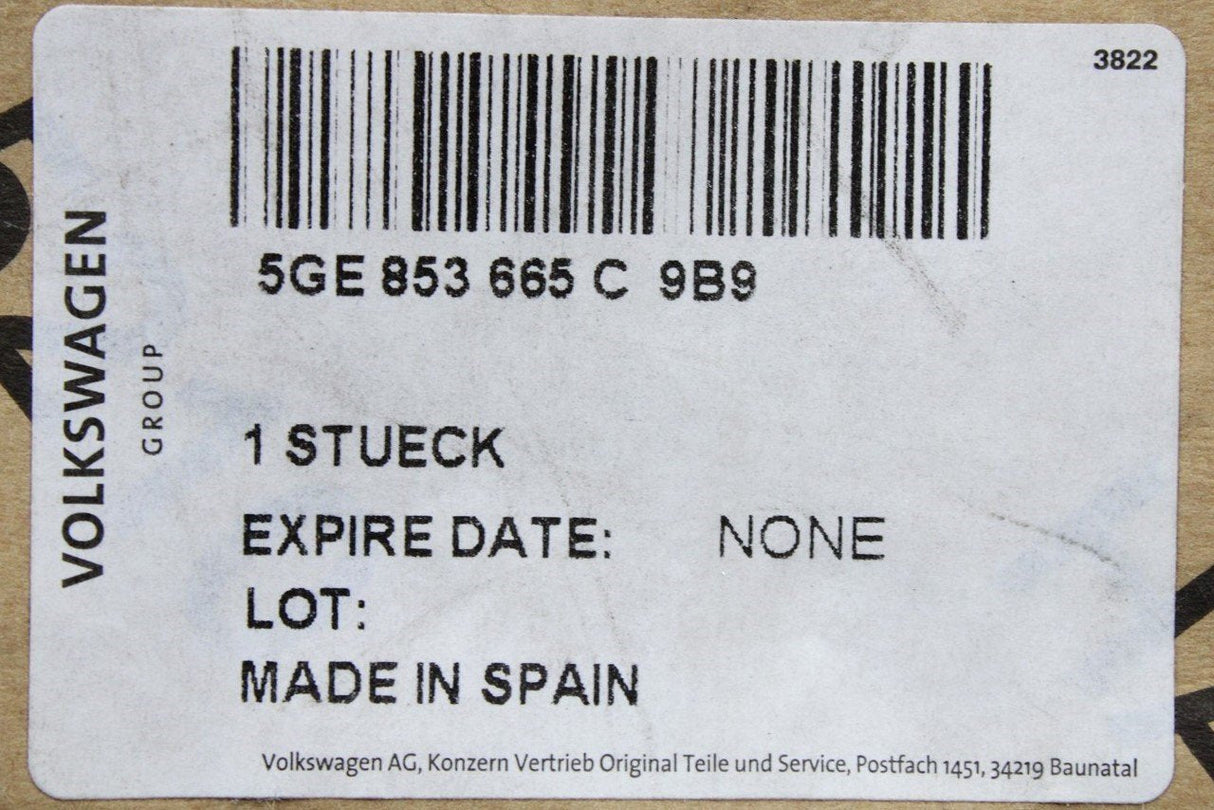 3822
5GE 853 665 C 9B9
VOLKSWAGEN
GROUP
1 STUECK
EXPIRE DATE: NONE
LOT:
MADE IN SPAIN
Volkswagen AG, Konzern Vertrieb Original Teile und Service, Postfach 1451, 34219 Baunatal